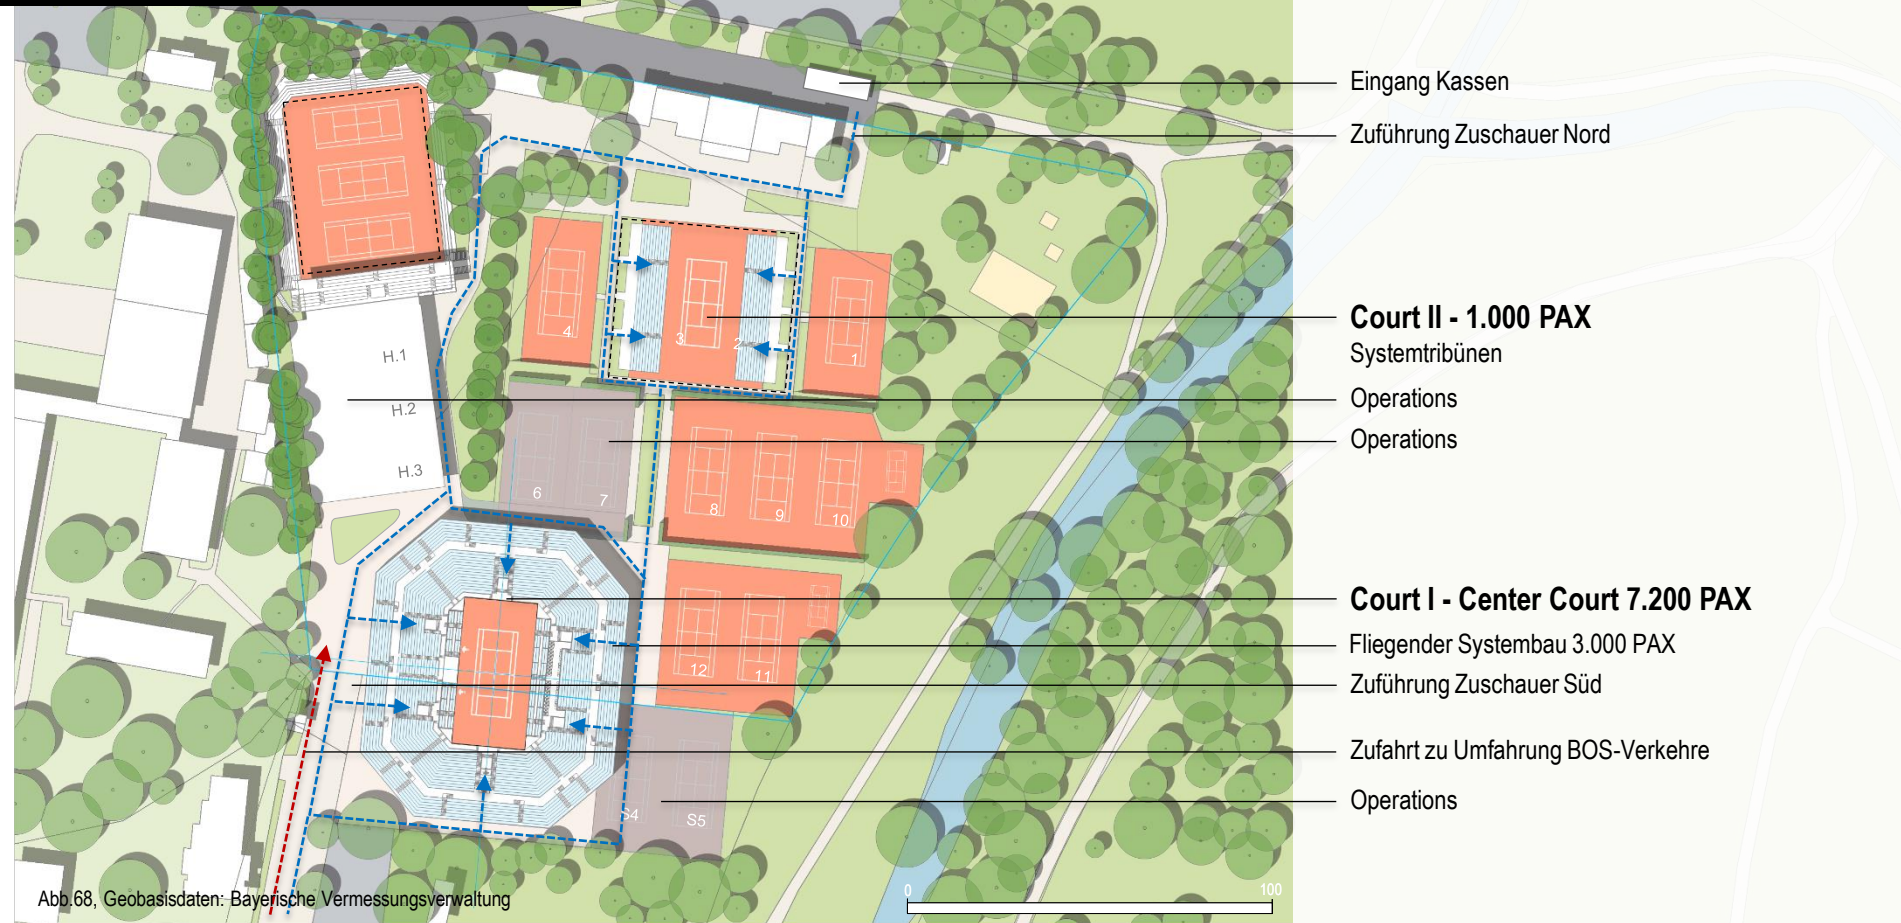 Eingang Kassen
Zuführung Zuschauer Nord
Court II - 1.000 PAX
Systemtribünen
Operations
Operations
Court I - Center Court 7.200 PAX
Fliegender Systembau 3.000 PAX
Zuführung Zuschauer Süd
Zufahrt zu Umfahrung BOS-Verkehre
Operations
H.1
H.2
H.3
4
3
2
1
6
7
8
9
10
12
11
S4
S5
0
100
Abb.68, Geobasisdaten: Bayerische Vermessungsverwaltung